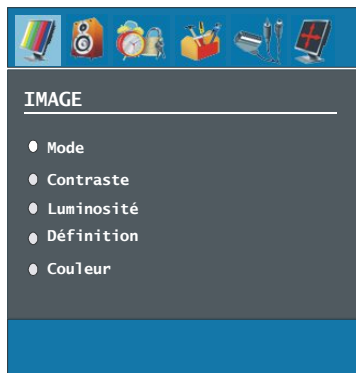 IMAGE
Mode
Contraste
Luminosité
Définition
Couleur